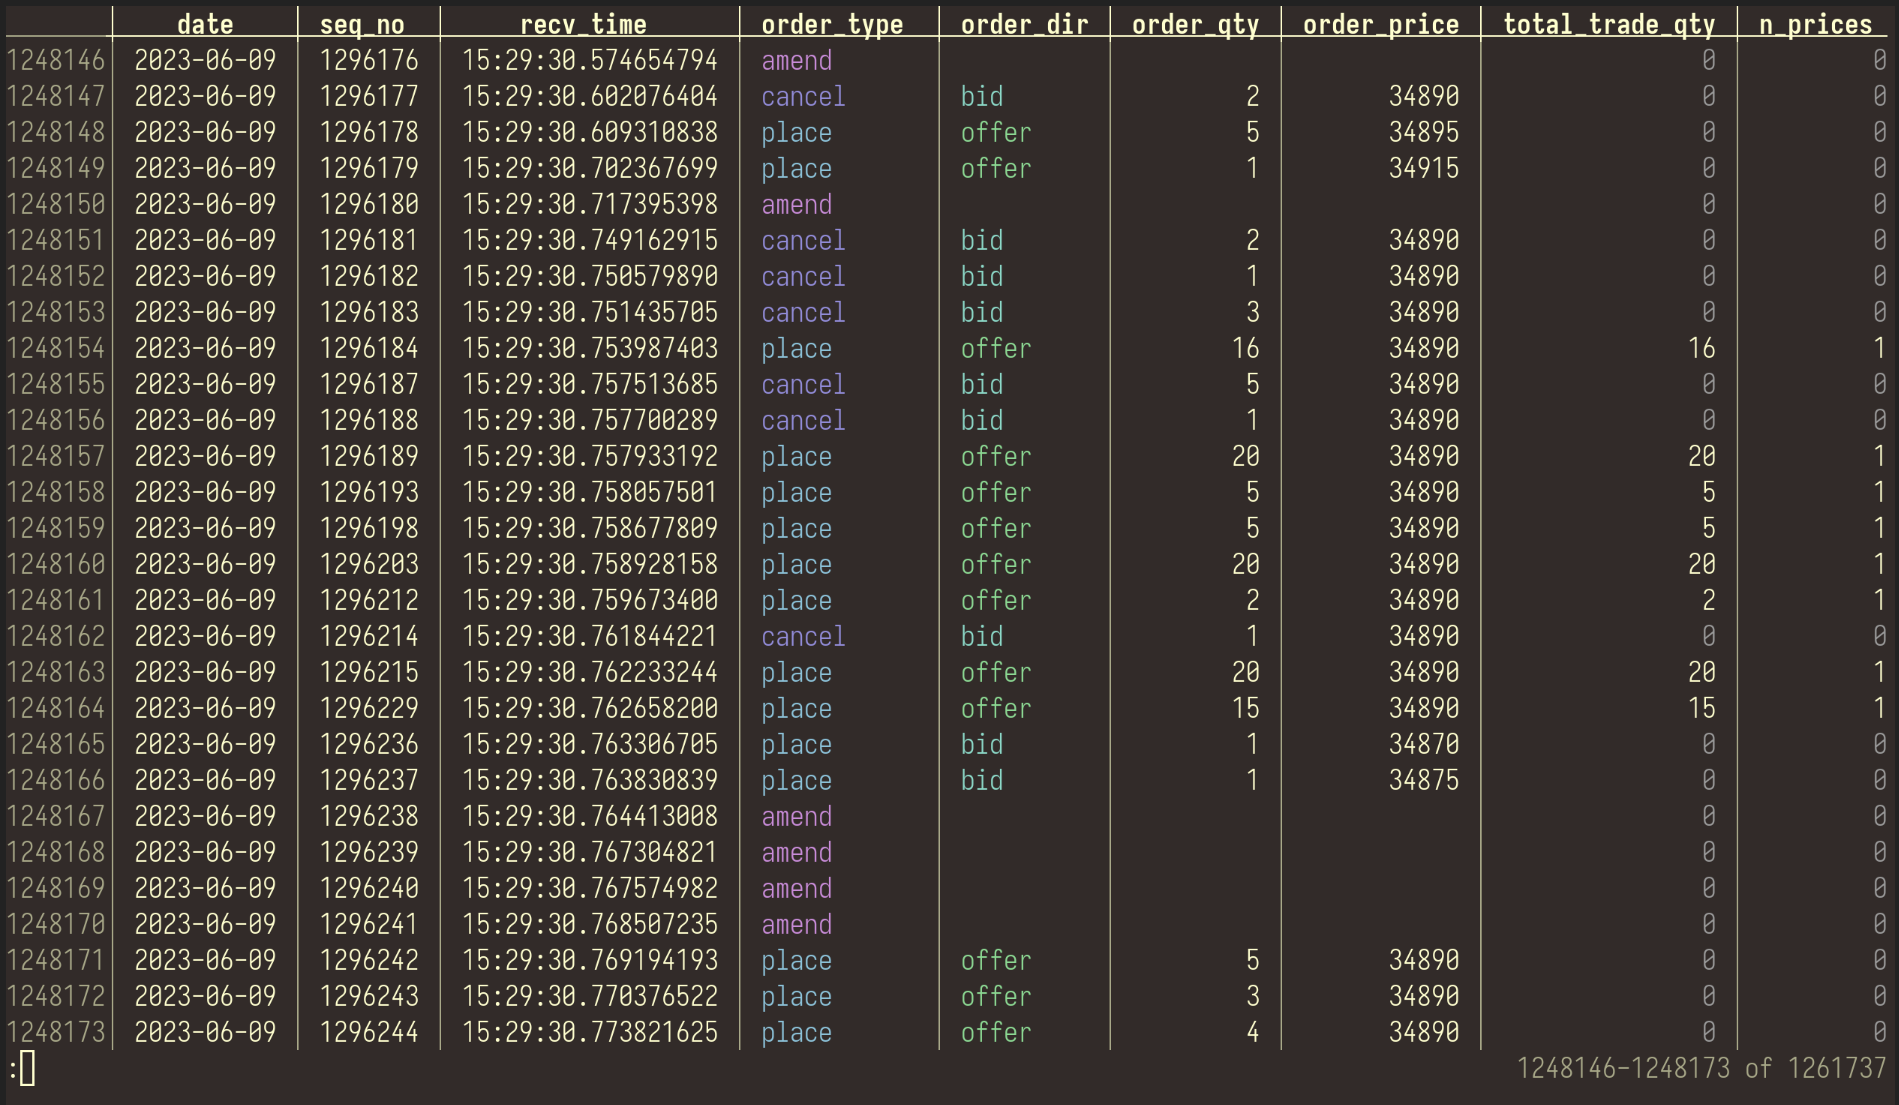 date seq_no recv_time order_type order_dir order_qty order_price total_trade_qty n_prices
1248146 2023-06-09 1296176 15:29:30.574654794 amend 0 0
1248147 2023-06-09 1296177 15:29:30.602076404 cancel bid 2 34890 0 0
1248148 2023-06-09 1296178 15:29:30.609310838 place offer 5 34895 0 0
1248149 2023-06-09 1296179 15:29:30.702367699 place offer 1 34915 0 0
1248150 2023-06-09 1296180 15:29:30.717395398 amend 0 0
1248151 2023-06-09 1296181 15:29:30.749162915 cancel bid 2 34890 0 0
1248152 2023-06-09 1296182 15:29:30.750579890 cancel bid 1 34890 0 0
1248153 2023-06-09 1296183 15:29:30.751435705 cancel bid 3 34890 0 0
1248154 2023-06-09 1296184 15:29:30.753987403 place offer 16 34890 16 1
1248155 2023-06-09 1296187 15:29:30.757513685 cancel bid 5 34890 0 0
1248156 2023-06-09 1296188 15:29:30.757700289 cancel bid 1 34890 0 0
1248157 2023-06-09 1296189 15:29:30.757933192 place offer 20 34890 20 1
1248158 2023-06-09 1296193 15:29:30.758057501 place offer 5 34890 5 1
1248159 2023-06-09 1296198 15:29:30.758677809 place offer 5 34890 5 1
1248160 2023-06-09 1296203 15:29:30.758928158 place offer 20 34890 20 1
1248161 2023-06-09 1296212 15:29:30.759673400 place offer 2 34890 2 1
1248162 2023-06-09 1296214 15:29:30.761844221 cancel bid 1 34890 0 0
1248163 2023-06-09 1296215 15:29:30.762233244 place offer 20 34890 20 1
1248164 2023-06-09 1296229 15:29:30.762658200 place offer 15 34890 15 1
1248165 2023-06-09 1296236 15:29:30.763306705 place bid 1 34870 0 0
1248166 2023-06-09 1296237 15:29:30.763830839 place bid 1 34875 0 0
1248167 2023-06-09 1296238 15:29:30.764413008 amend 0 0
1248168 2023-06-09 1296239 15:29:30.767304821 amend 0 0
1248169 2023-06-09 1296240 15:29:30.767574982 amend 0 0
1248170 2023-06-09 1296241 15:29:30.768507235 amend 0 0
1248171 2023-06-09 1296242 15:29:30.769194193 place offer 5 34890 0 0
1248172 2023-06-09 1296243 15:29:30.770376522 place offer 3 34890 0 0
1248173 2023-06-09 1296244 15:29:30.773821625 place offer 4 34890 0 0
: 1248146-1248173 of 1261737